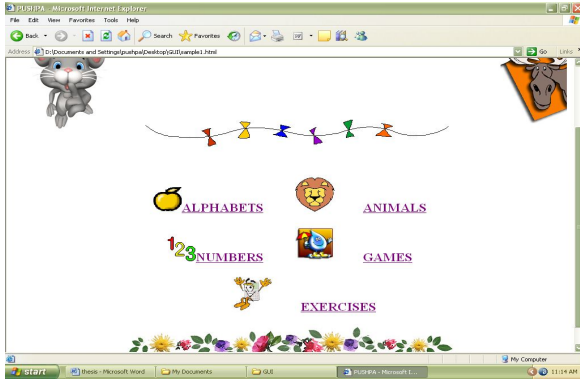 PUSHPA - Microsoft Internet Explorer
File Edit View Favorites Tools Help
Back Search Favorites
Address D:\Documents and Settings\pushpa\Desktop\GUI\sample1.html Go Links
ALPHABETS ANIMALS
123 NUMBERS GAMES
EXERCISES
My Computer
start thesis - Microsoft Word My Documents GUI PUSHPA - Microsoft I... 11:14 AM